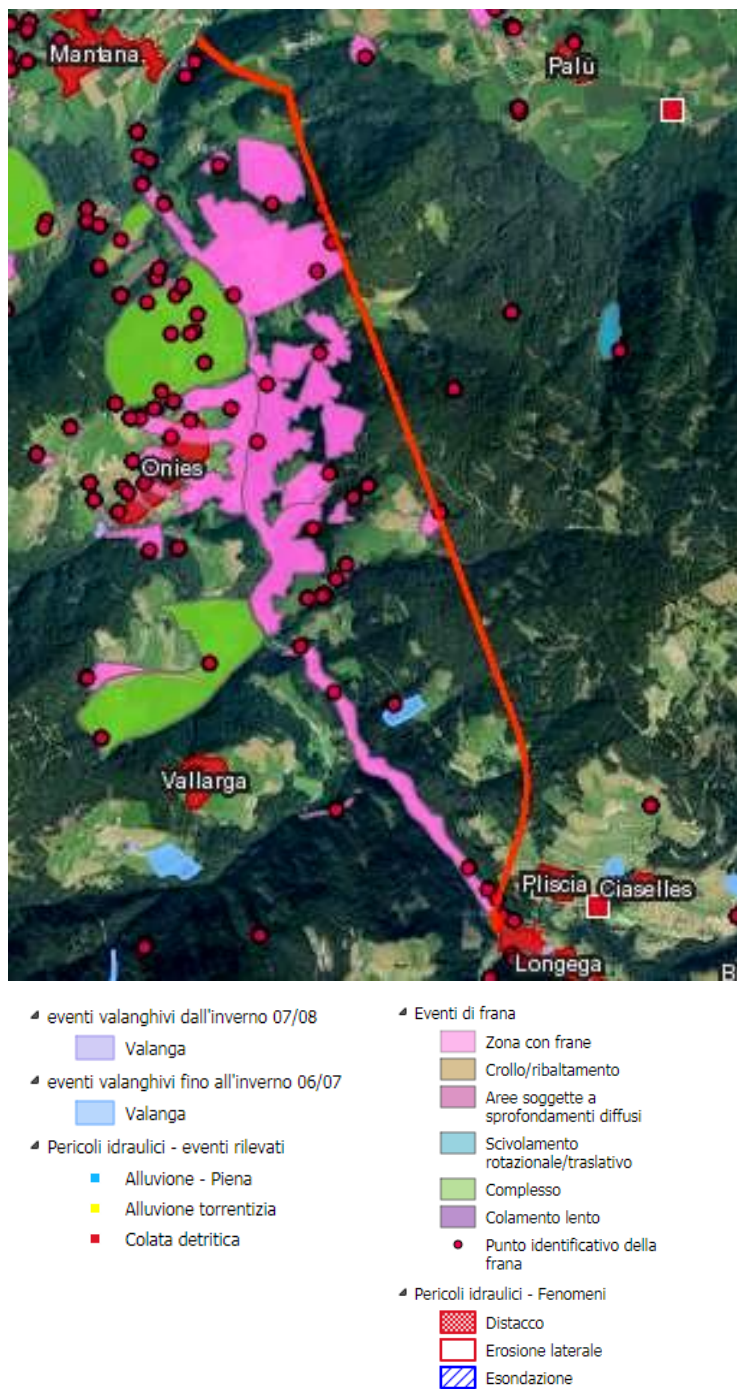 Mantana
Palù
Onies
Vallarga
Pliscia
Ciaselles
Longega
B
eventi valanghivi dall'inverno 07/08
Valanga
eventi valanghivi fino all'inverno 06/07
Valanga
Pericoli idraulici - eventi rilevati
Alluvione - Piena
Alluvione torrentizia
Colata detritica
Eventi di frana
Zona con frane
Crollo/ribaltamento
Aree soggette a
sprofondamenti diffusi
Scivolamento
rotazionale/traslativo
Complesso
Colamento lento
Punto identificativo della
frana
Pericoli idraulici - Fenomeni
Distacco
Erosione laterale
Esondazione